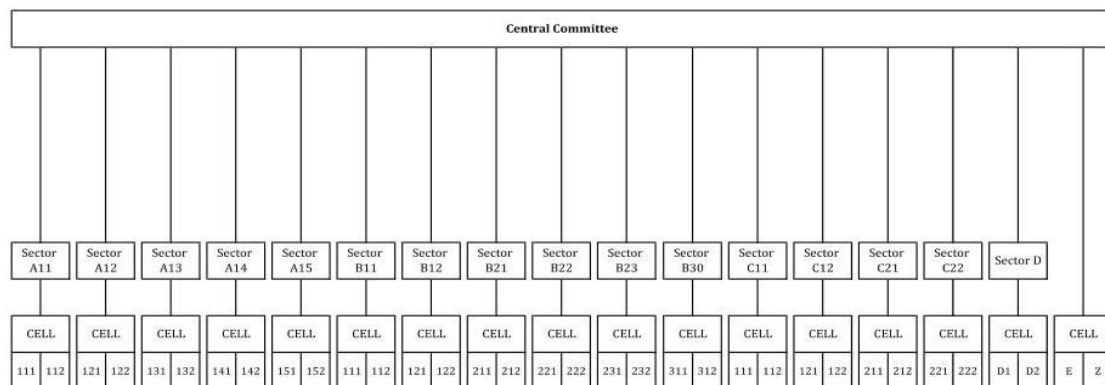 Central Committee
Sector Sector Sector Sector Sector Sector Sector Sector Sector Sector Sector Sector Sector Sector Sector Sector D
A11 A12 A13 A14 A15 B11 B12 B21 B22 B23 B30 C11 C12 C21 C22
CELL CELL CELL CELL CELL CELL CELL CELL CELL CELL CELL CELL CELL CELL CELL CELL CELL
111 112 121 122 131 132 141 142 151 152 111 112 121 122 211 212 221 222 231 232 311 312 111 112 121 122 211 212 221 222 D1 D2 E Z